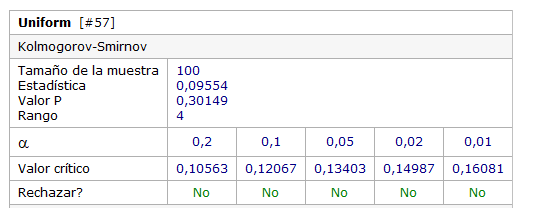 Uniform [#57]
Kolmogorov-Smirnov
Tamaño de la muestra 100
Estadística 0,09554
Valor P 0,30149
Rango 4
α 0,2 0,1 0,05 0,02 0,01
Valor crítico 0,10563 0,12067 0,13403 0,14987 0,16081
Rechazar? No No No No No